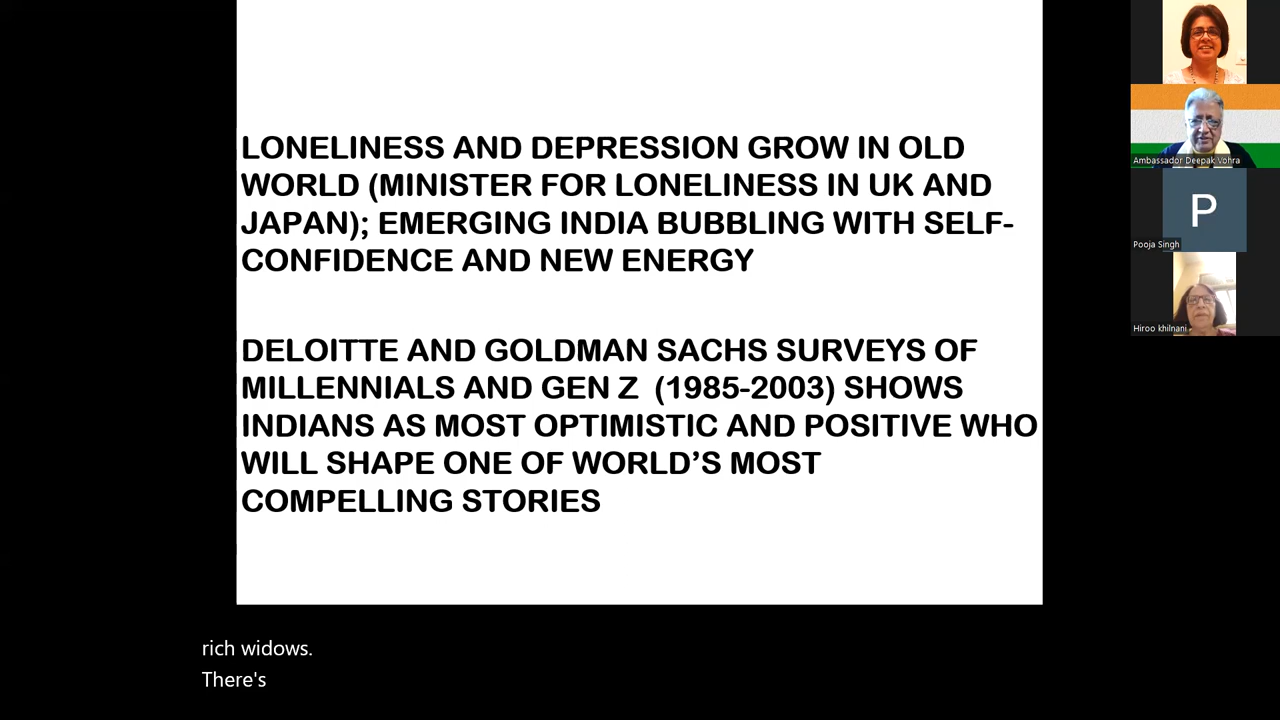 LONELINESS AND DEPRESSION GROW IN OLD
WORLD (MINISTER FOR LONELINESS IN UK AND
JAPAN); EMERGING INDIA BUBBLING WITH SELF-
CONFIDENCE AND NEW ENERGY
DELOITTE AND GOLDMAN SACHS SURVEYS OF
MILLENNIALS AND GEN Z (1985-2003) SHOWS
INDIANS AS MOST OPTIMISTIC AND POSITIVE WHO
WILL SHAPE ONE OF WORLD’S MOST
COMPELLING STORIES
Ambassador Deepak Vohra
P
Pooja Singh
Hiroo khilnani
rich widows.
There's